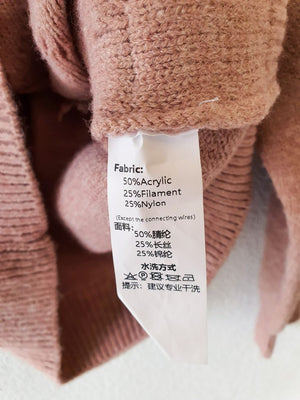 Fabric:
50%Acrylic
25%Filament
25%Nylon
(Except the connecting wires)
面料:
50%腈纶
25%长丝
25%锦纶
水洗方式
提示: 建议专业干洗